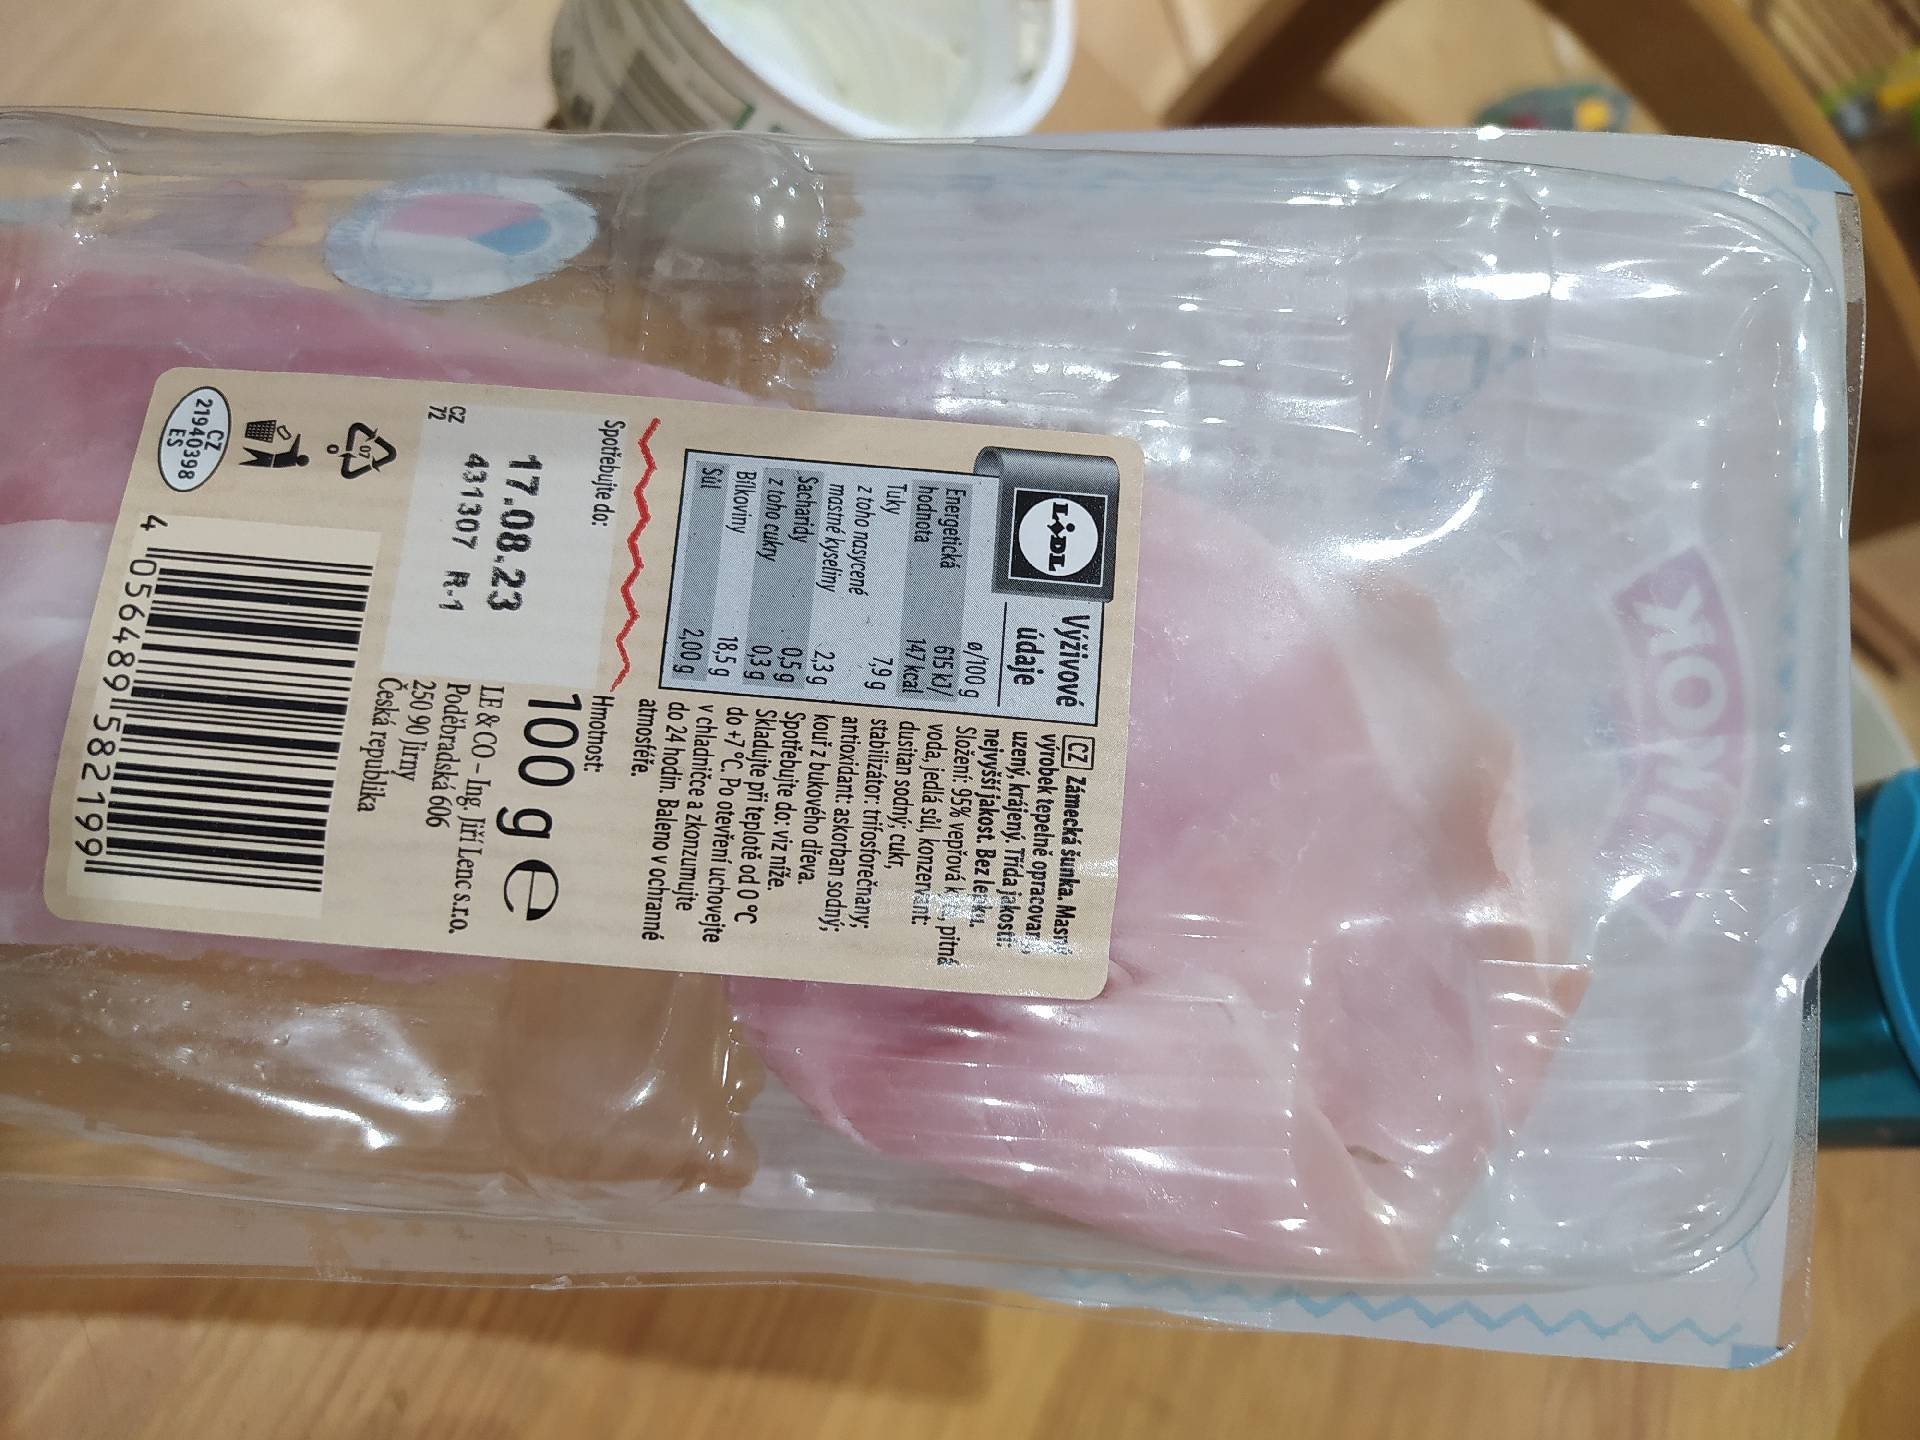 LIDL
Výživové
údaje
ø/100 g
Energetická 615 kJ/
hodnota 147 kcal
Tuky 7,9 g
z toho nasycené
mastné kyseliny 2,3 g
Sacharidy 0,5 g
z toho cukry 0,3 g
Bílkoviny 18,5 g
Sůl 2,00 g
CZ Zámecká šunka. Masný
výrobek tepelně opracovaný,
uzený, krájený. Třída jakosti:
nejvyšší jakost. Bez lepku.
Složení: 95% vepřová pitná
voda, jedlá sůl, konzervant:
dusitan sodný; cukr,
stabilizátor: trifosforečnany;
antioxidant: askorban sodný;
kouř z bukového dřeva.
Spotřebujte do: viz níže.
Skladujte při teplotě od 0 °C
do +7 °C. Po otevření uchovejte
v chladničce a zkonzumujte
do 24 hodin. Baleno v ochranné
atmosféře.
Spotřebujte do:
17.08.23
431307 R-1
CZ
72
Hmotnost:
100 g e
LE & CO – Ing. Jiří Lenc s.r.o.
Poděbradská 606
250 90 Jirny
Česká republika
07
O
CZ
21940398
ES
4 056489 582199